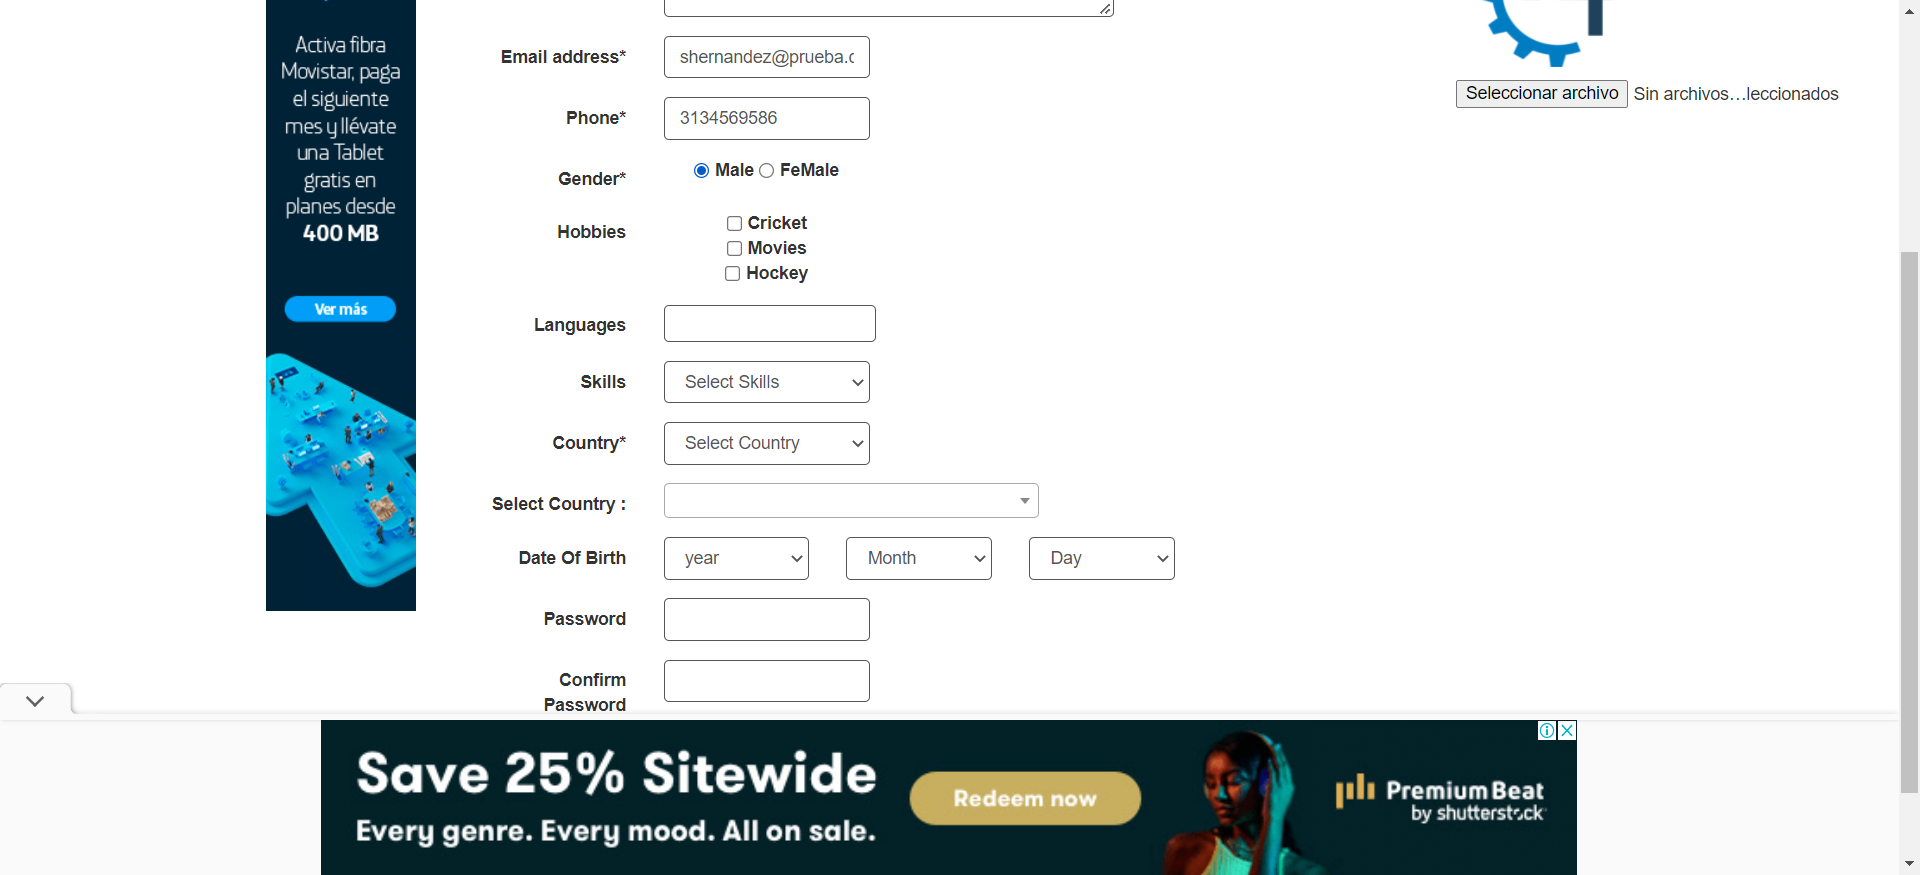 Activa fibra
Movistar, paga
el siguiente
mes y llévate
una Tablet
gratis en
planes desde
400 MB
Ver más
Email address*
shernandez@prueba.c
Phone*
3134569586
Gender*
Male FeMale
Hobbies
Cricket
Movies
Hockey
Languages
Skills
Select Skills
Country*
Select Country
Select Country :
Date Of Birth
year Month Day
Password
Confirm
Password
Seleccionar archivo Sin archivos…leccionados
Save 25% Sitewide
Every genre. Every mood. All on sale.
Redeem now
PremiumBeat
by shutterstock